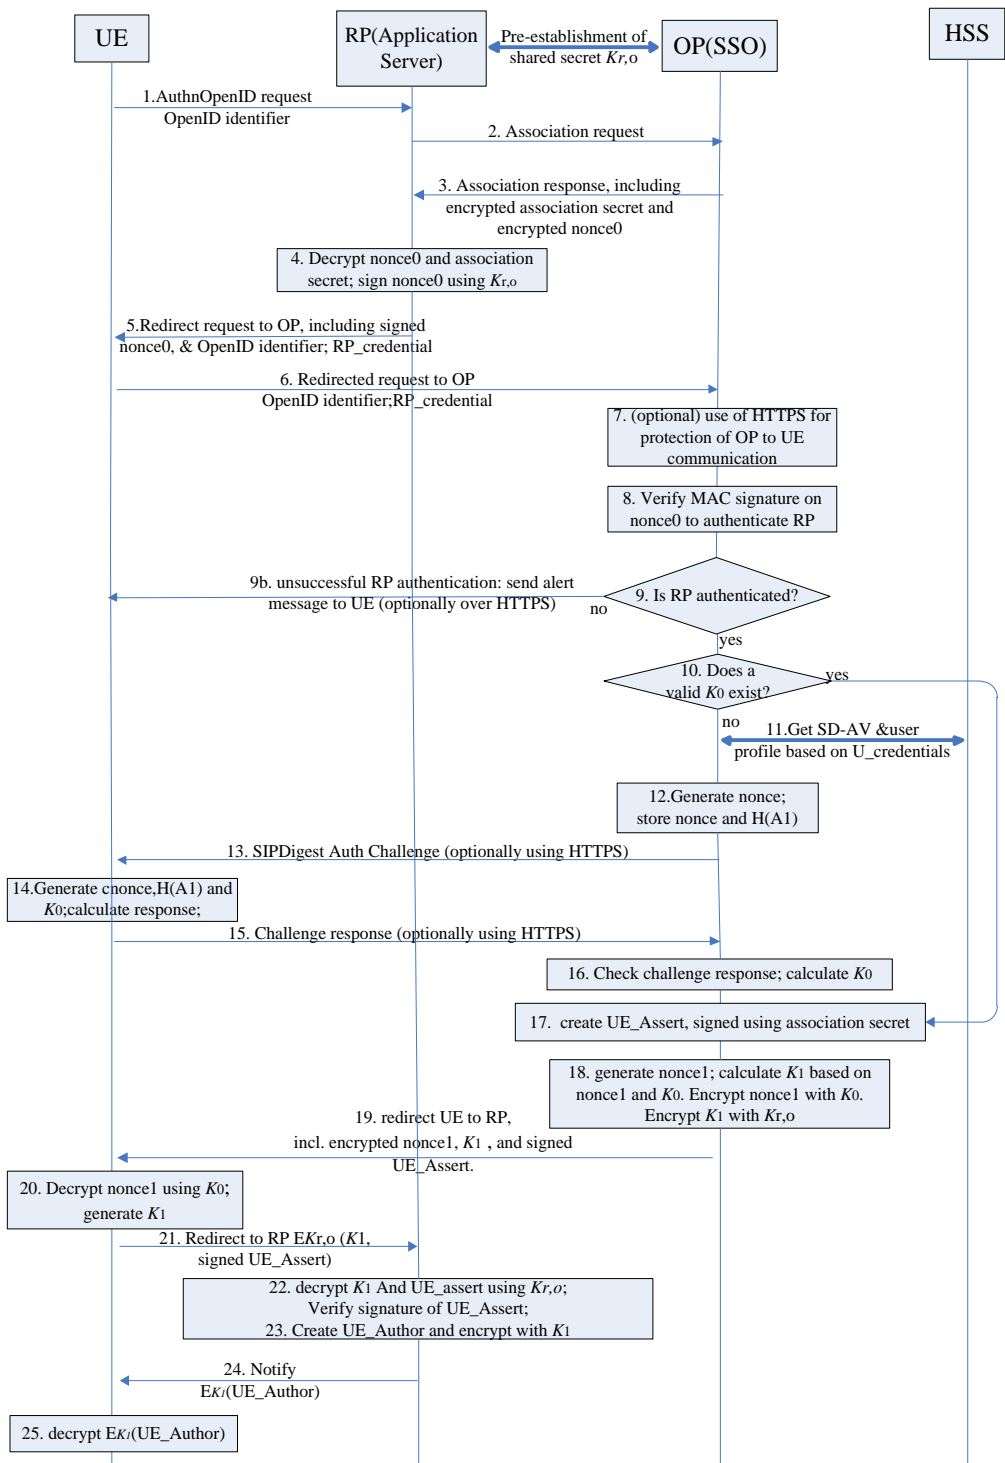 UE
RP(Application
Server)
Pre-establishment of
shared secret Kr,o
OP(SSO)
HSS
1.AuthnOpenID request
OpenID identifier
2. Association request
3. Association response, including
encrypted association secret and
encrypted nonce0
4. Decrypt nonce0 and association
secret; sign nonce0 using Kr,o
5.Redirect request to OP, including signed
nonce0, & OpenID identifier; RP_credential
6. Redirected request to OP
OpenID identifier;RP_credential
7. (optional) use of HTTPS for
protection of OP to UE
communication
8. Verify MAC signature on
nonce0 to authenticate RP
9b. unsuccessful RP authentication: send alert
message to UE (optionally over HTTPS)
no
9. Is RP authenticated?
yes
10. Does a
valid K0 exist?
yes
no
11.Get SD-AV &user
profile based on U_credentials
12.Generate nonce;
store nonce and H(A1)
13. SIPDigest Auth Challenge (optionally using HTTPS)
14.Generate cnonce,H(A1) and
K0;calculate response;
15. Challenge response (optionally using HTTPS)
16. Check challenge response; calculate K0
17. create UE_Assert, signed using association secret
18. generate nonce1; calculate K1 based on
nonce1 and K0. Encrypt nonce1 with K0.
Encrypt K1 with Kr,o
19. redirect UE to RP,
incl. encrypted nonce1, K1 , and signed
UE_Assert.
20. Decrypt nonce1 using K0;
generate K1
21. Redirect to RP EKr,o (K1,
signed UE_Assert)
22. decrypt K1 And UE_assert using Kr,o;
Verify signature of UE_Assert;
23. Create UE_Author and encrypt with K1
24. Notify
EK1(UE_Author)
25. decrypt EK1(UE_Author)